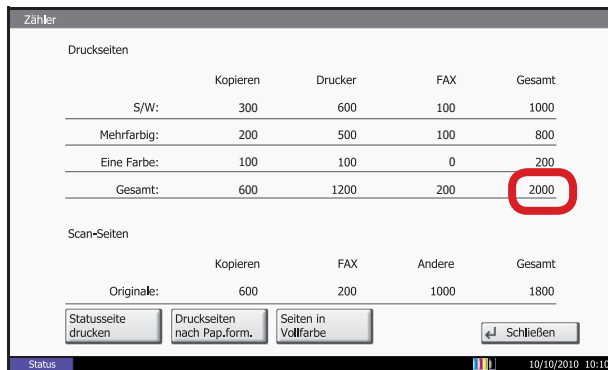 Zähler
Druckseiten
Kopieren Drucker FAX Gesamt
S/W: 300 600 100 1000
Mehrfarbig: 200 500 100 800
Eine Farbe: 100 100 0 200
Gesamt: 600 1200 200 2000
Scan-Seiten
Kopieren FAX Andere Gesamt
Originale: 600 200 1000 1800
Statusseite drucken
Druckseiten nach Pap.form.
Seiten in Vollfarbe
Schließen
Status 10/10/2010 10:10